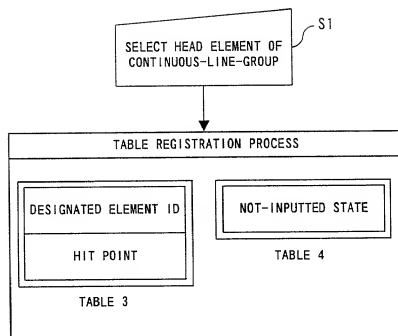 S1
SELECT HEAD ELEMENT OF
CONTINUOUS-LINE-GROUP
TABLE REGISTRATION PROCESS
DESIGNATED ELEMENT ID
HIT POINT
TABLE 3
NOT-INPUTTED STATE
TABLE 4